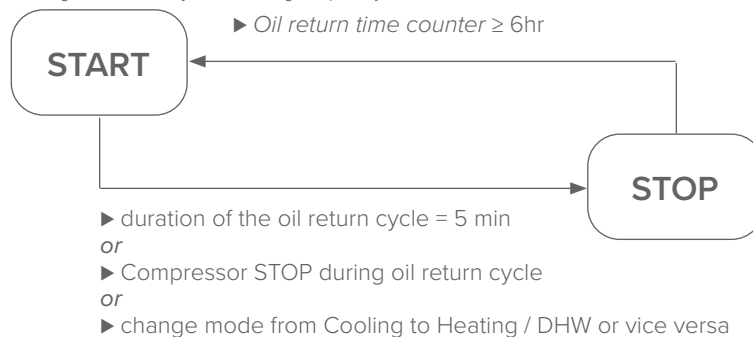 ▶ Oil return time counter ≥ 6hr
START
STOP
▶ duration of the oil return cycle = 5 min
or
▶ Compressor STOP during oil return cycle
or
▶ change mode from Cooling to Heating / DHW or vice versa